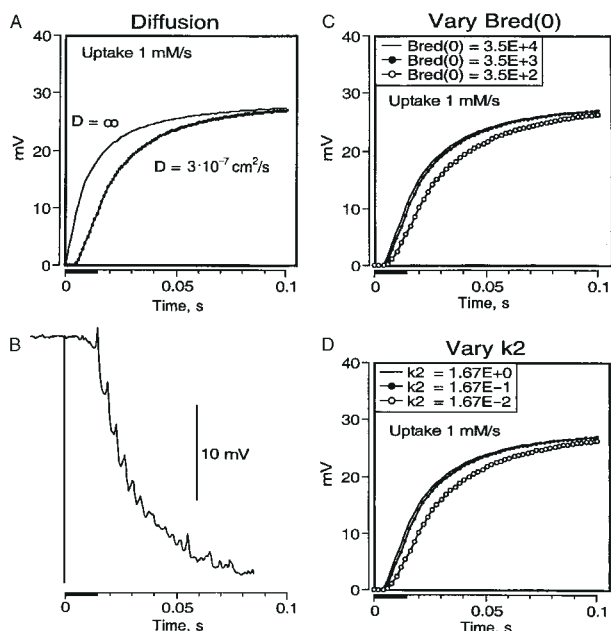 A
Diffusion
40
Uptake 1 mM/s
30
D = ∞
20
mV
D = 3·10⁻⁷ cm²/s
10
0
0
0.05
0.1
Time, s
B
10 mV
0
0.05
0.1
Time, s
C
Vary Bred(0)
40
Bred(0) = 3.5E+4
Bred(0) = 3.5E+3
Bred(0) = 3.5E+2
30
Uptake 1 mM/s
20
mV
10
0
0
0.05
0.1
Time, s
D
Vary k2
40
k2 = 1.67E+0
k2 = 1.67E−1
k2 = 1.67E−2
30
Uptake 1 mM/s
20
mV
10
0
0
0.05
0.1
Time, s